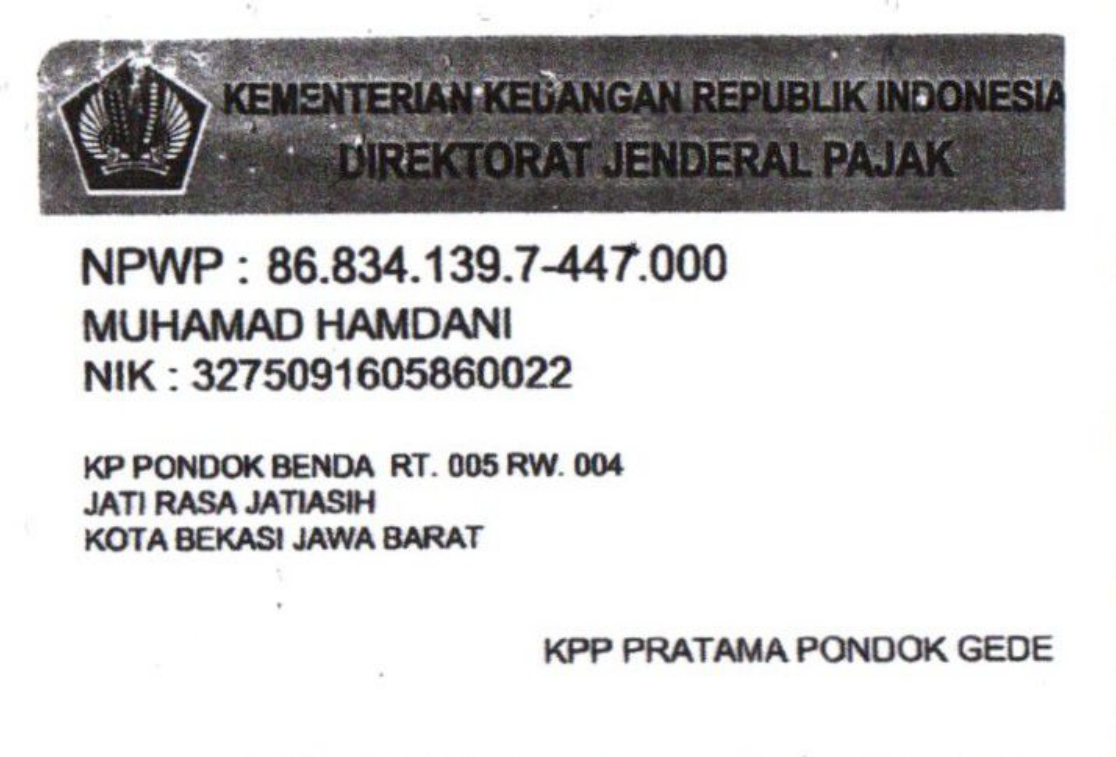 KEMENTERIAN KEUANGAN REPUBLIK INDONESIA
DIREKTORAT JENDERAL PAJAK
NPWP : 86.834.139.7-447.000
MUHAMAD HAMDANI
NIK : 3275091605860022
KP PONDOK BENDA RT. 005 RW. 004
JATI RASA JATIASIH
KOTA BEKASI JAWA BARAT
KPP PRATAMA PONDOK GEDE